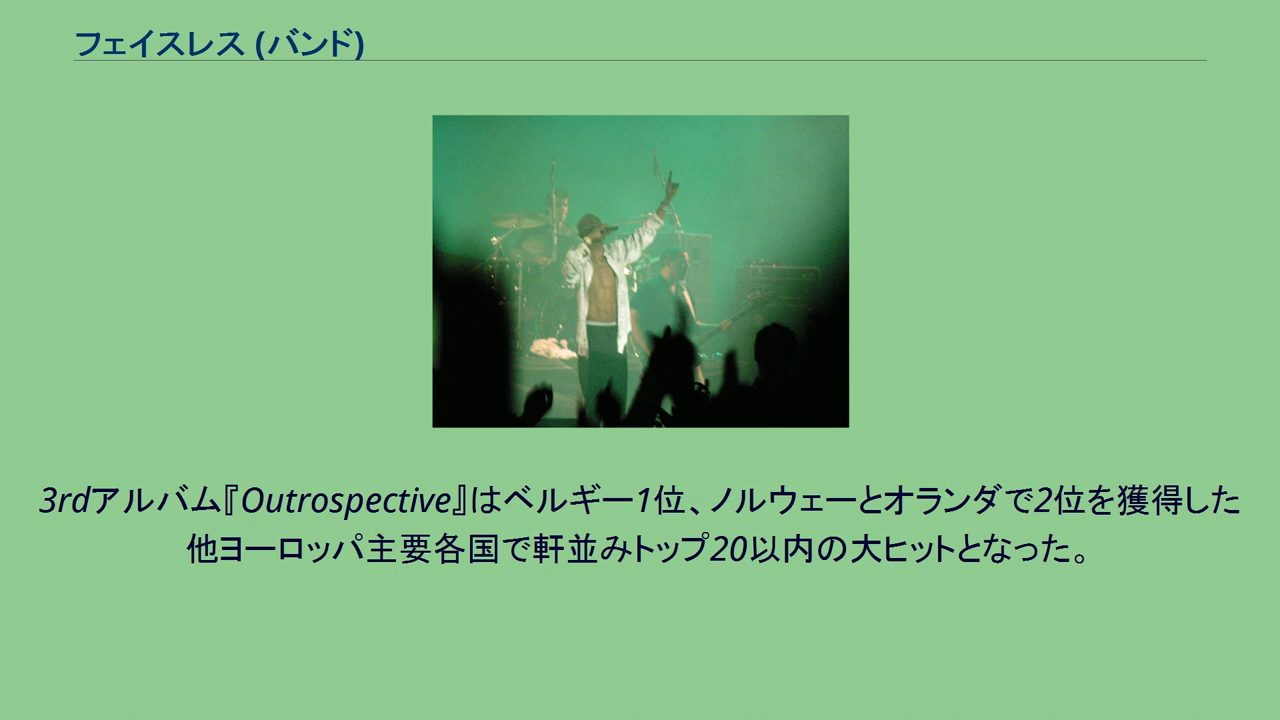 フェイスレス (バンド)
3rdアルバム『Outrospective』はベルギー1位、ノルウェーとオランダで2位を獲得した
他ヨーロッパ主要各国で軒並みトップ20以内の大ヒットとなった。